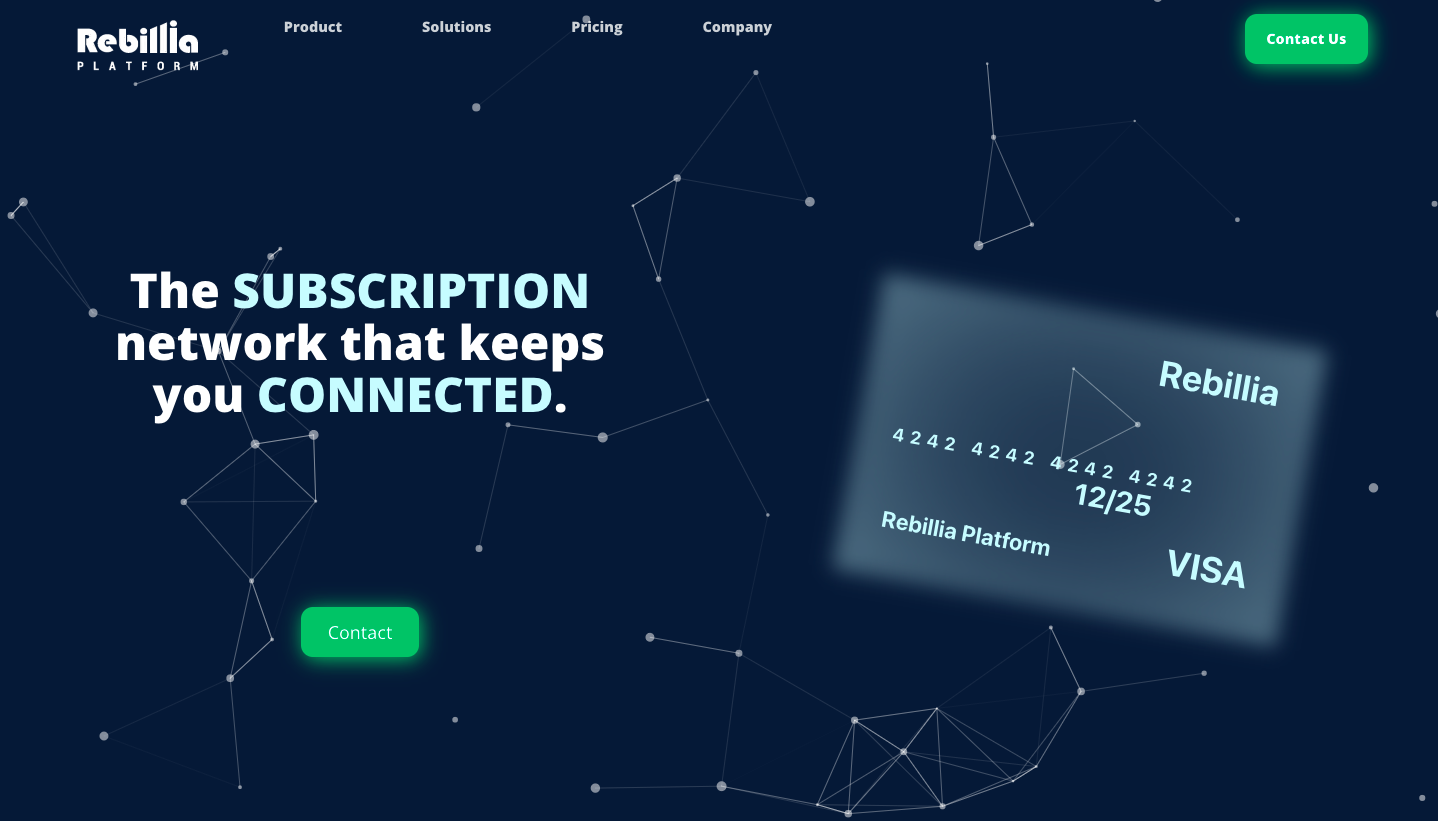 Rebillia
PLATFORM
Product
Solutions
Pricing
Company
Contact Us
The SUBSCRIPTION
network that keeps
you CONNECTED.
Contact
Rebillia
4242 4242 4242 4242
12/25
Rebillia Platform
VISA